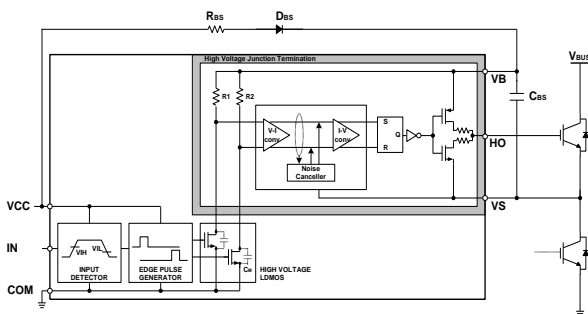 RBS
DBS
High Voltage Junction Termination
VBUS
VB
R1
R2
CBS
V-I
conv.
I-V
conv.
S
R
Q
HO
Noise
Canceller
VS
VCC
IN
VIH
VIL
COM
INPUT
DETECTOR
EDGE PULSE
GENERATOR
CM
HIGH VOLTAGE
LDMOS